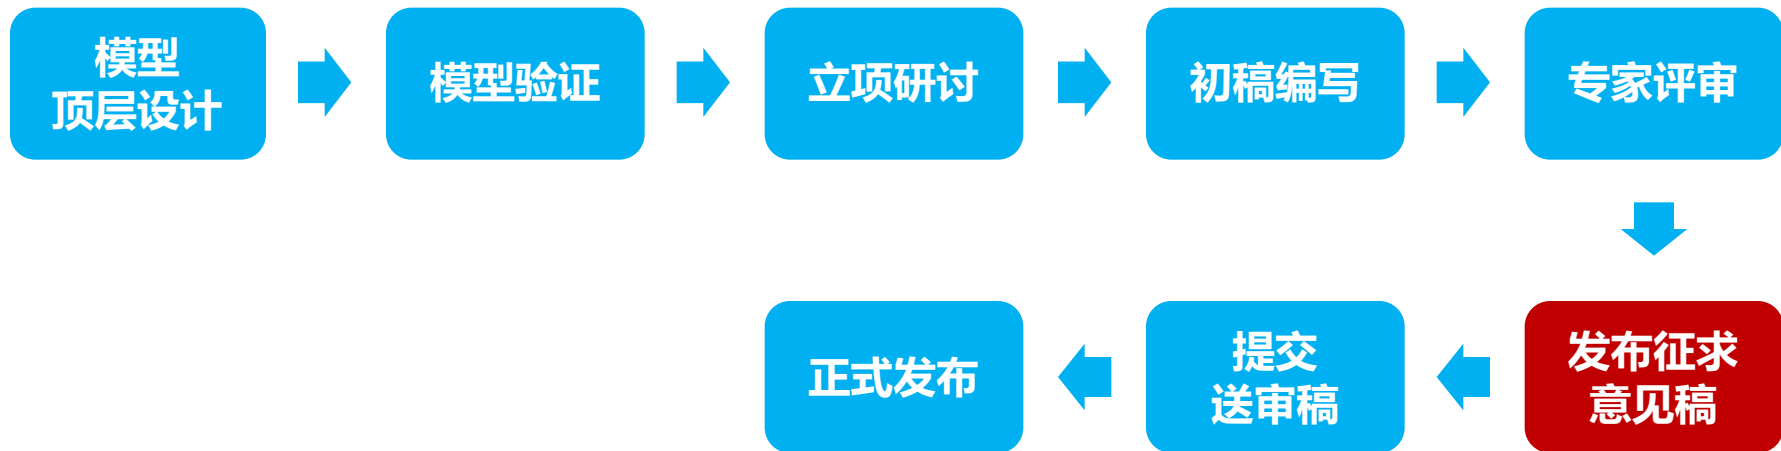 模型
顶层设计
模型验证
立项研讨
初稿编写
专家评审
发布征求
意见稿
提交
送审稿
正式发布